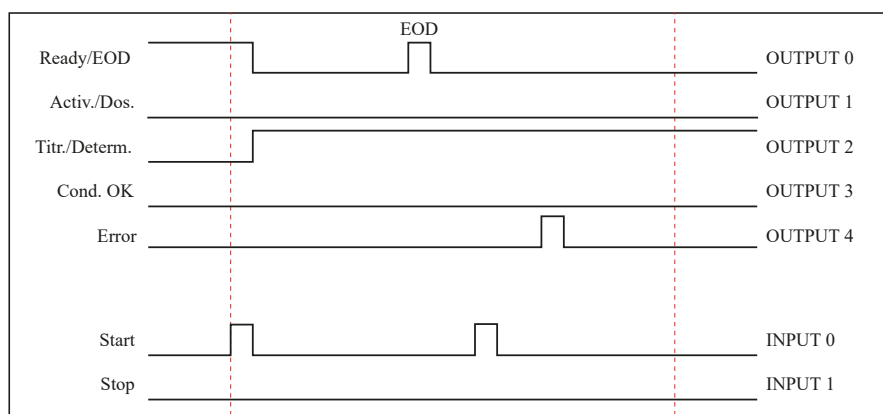 EOD
Ready/EOD OUTPUT 0
Activ./Dos. OUTPUT 1
Titr./Determ. OUTPUT 2
Cond. OK OUTPUT 3
Error OUTPUT 4
Start INPUT 0
Stop INPUT 1